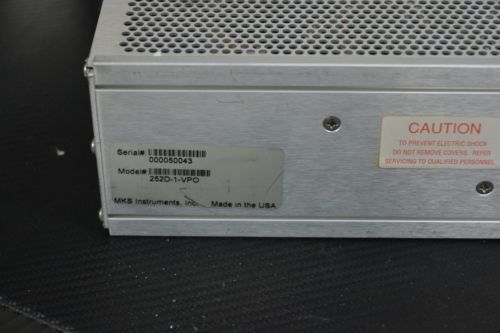 Serial#
000050043
Model#
252D-1-VPO
MKS Instruments, Inc. Made in the USA
CAUTION
TO PREVENT ELECTRIC SHOCK
DO NOT REMOVE COVERS. REFER
SERVICING TO QUALIFIED PERSONNEL